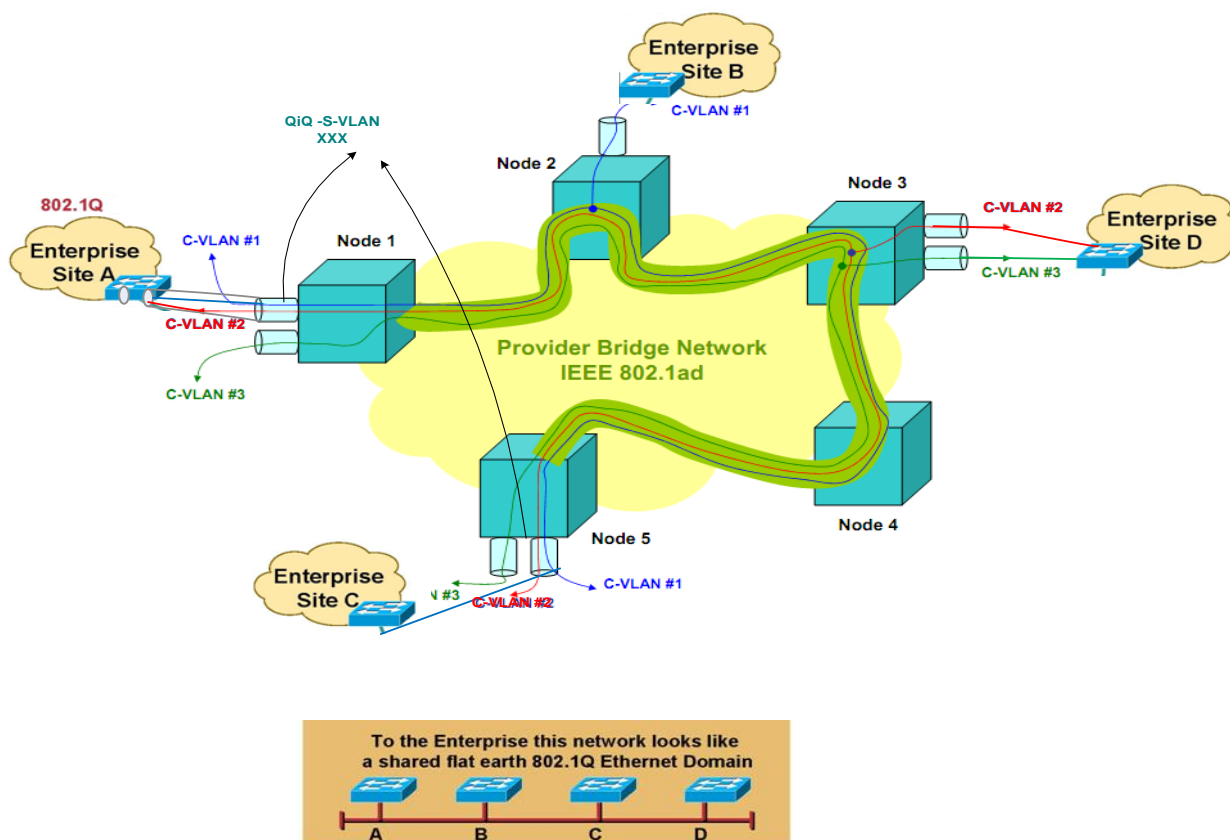 Enterprise
Site B
C-VLAN #1
QiQ -S-VLAN
XXX
Node 2
Node 3
802.1Q
Enterprise
Site A
C-VLAN #1
Node 1
C-VLAN #2
Enterprise
Site D
C-VLAN #3
C-VLAN #2
C-VLAN #3
Provider Bridge Network
IEEE 802.1ad
Node 4
Node 5
Enterprise
Site C
N #3
C-VLAN #2
C-VLAN #1
To the Enterprise this network looks like
a shared flat earth 802.1Q Ethernet Domain
A
B
C
D